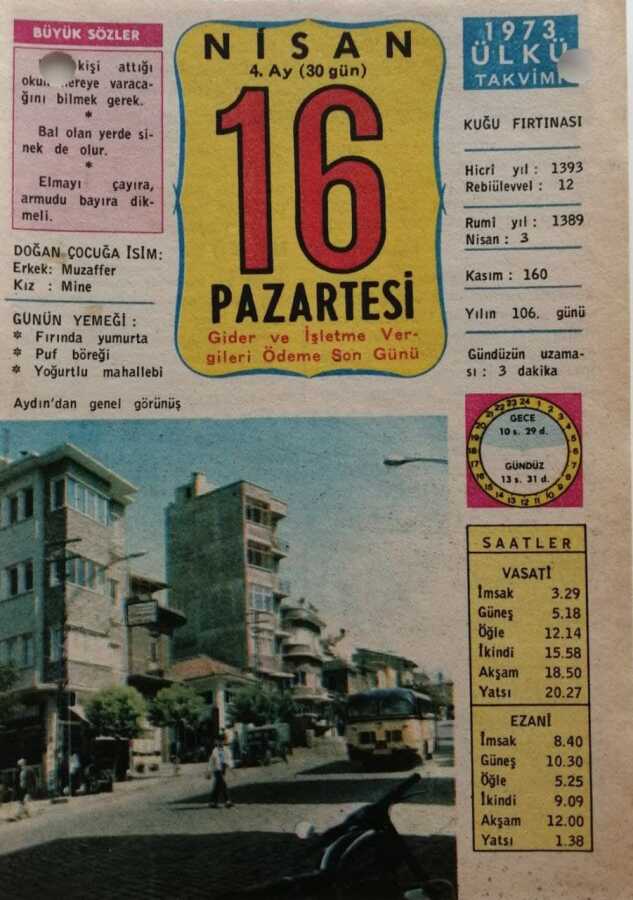 BÜYÜK SÖZLER
kişi attığı
nereye varaca-
ğını bilmek gerek.
*
Bal olan yerde si-
nek de olur.
*
Elmayı çayıra,
armudu bayıra dik-
meli.
DOĞAN ÇOCUĞA İSİM:
Erkek: Muzaffer
Kız : Mine
GÜNÜN YEMEĞİ :
* Fırında yumurta
* Puf böreği
* Yoğurtlu mahallebi
Aydın'dan genel görünüş
NİSAN
4. Ay (30 gün)
16
PAZARTESİ
Gider ve İşletme Ver-
gileri Ödeme Son Günü
1973
ÜLKÜ
TAKVİMİ
KUĞU FIRTINASI
Hicrî yıl : 1393
Rebiülevvel : 12
Rumî yıl : 1389
Nisan : 3
Kasım : 160
Yılın 106. günü
Gündüzün uzama-
sı : 3 dakika
GECE
10 s. 29 d.
GÜNDÜZ
13 s. 31 d.
SAATLER
VASATİ
İmsak 3.29
Güneş 5.18
Öğle 12.14
İkindi 15.58
Akşam 18.50
Yatsı 20.27
EZANİ
İmsak 8.40
Güneş 10.30
Öğle 5.25
İkindi 9.09
Akşam 12.00
Yatsı 1.38